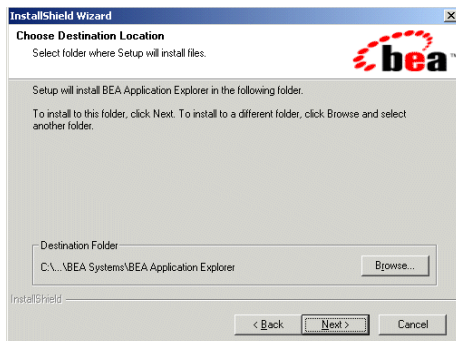 InstallShield Wizard
Choose Destination Location
Select folder where Setup will install files.
bea
Setup will install BEA Application Explorer in the following folder.
To install to this folder, click Next. To install to a different folder, click Browse and select
another folder.
Destination Folder
C:\...\BEA Systems\BEA Application Explorer
Browse...
InstallShield
< Back
Next >
Cancel